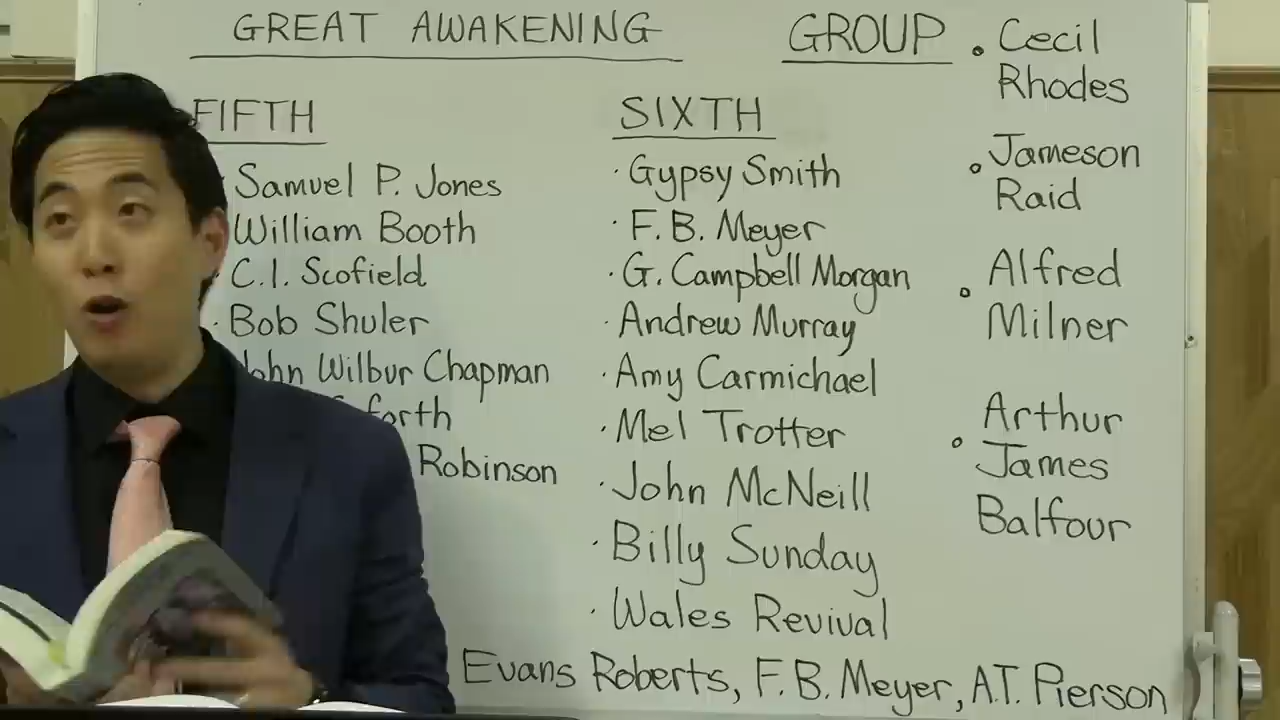 GREAT AWAKENING
FIFTH
Samuel P. Jones
William Booth
C.I. Scofield
Bob Shuler
John Wilbur Chapman
forth
Robinson
SIXTH
Gypsy Smith
F.B. Meyer
G. Campbell Morgan
Andrew Murray
Amy Carmichael
Mel Trotter
John McNeill
Billy Sunday
Wales Revival
Evans Roberts, F.B. Meyer, A.T. Pierson
GROUP
Cecil
Rhodes
Jameson
Raid
Alfred
Milner
Arthur
James
Balfour